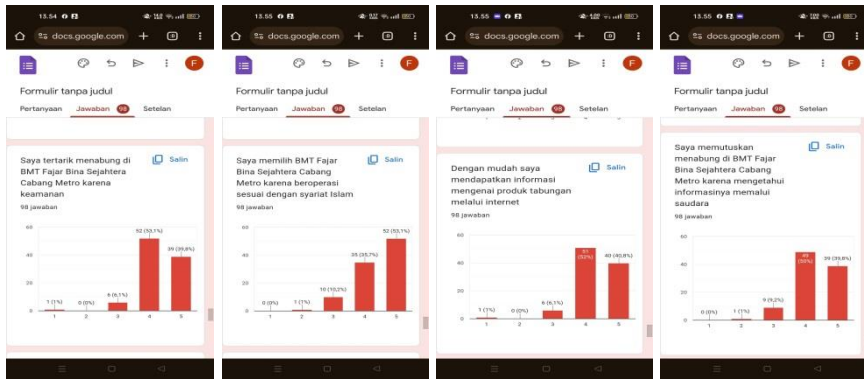 13.54
docs.google.com
F
Formulir tanpa judul
Pertanyaan Jawaban 98 Setelan
Saya tertarik menabung di
BMT Fajar Bina Sejahtera
Cabang Metro karena
keamanan
Salin
98 jawaban
60
40
20
0
1 (1%)
0 (0%)
6 (6,1%)
52 (53,1%)
39 (39,8%)
1 2 3 4 5
13.55
docs.google.com
F
Formulir tanpa judul
Pertanyaan Jawaban 98 Setelan
Saya memilih BMT Fajar
Bina Sejahtera Cabang
Metro karena beroperasi
sesuai dengan syariat Islam
Salin
98 jawaban
60
40
20
0
0 (0%)
1 (1%)
10 (10,2%)
35 (35,7%)
52 (53,1%)
1 2 3 4 5
13.55
docs.google.com
F
Formulir tanpa judul
Pertanyaan Jawaban 98 Setelan
Dengan mudah saya
mendapatkan informasi
mengenai produk tabungan
melalui internet
Salin
98 jawaban
60
40
20
0
1 (1%)
0 (0%)
6 (6,1%)
51
(52%)
40 (40,8%)
1 2 3 4 5
13.55
docs.google.com
F
Formulir tanpa judul
Pertanyaan Jawaban 98 Setelan
Saya memutuskan
menabung di BMT Fajar
Bina Sejahtera Cabang
Metro karena mengetahui
informasinya memalui
saudara
Salin
98 jawaban
60
40
20
0
0 (0%)
1 (1%)
9 (9,2%)
49
(50%)
39 (39,8%)
1 2 3 4 5